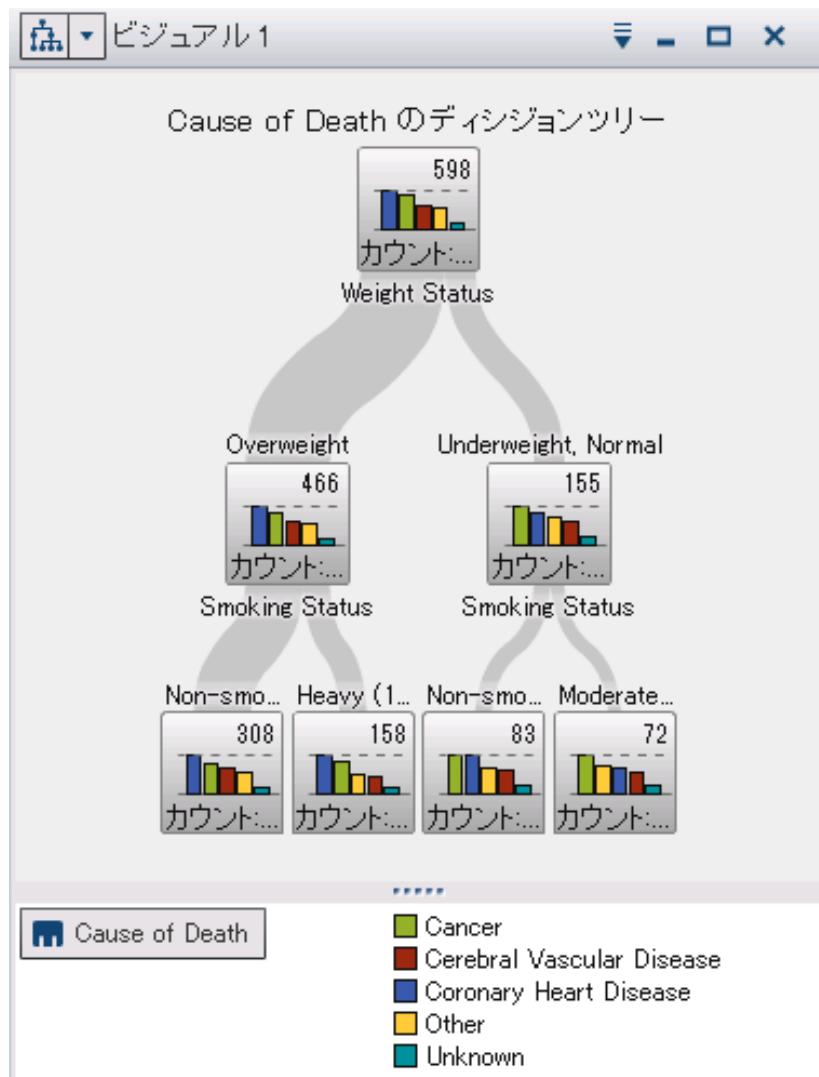 ビジュアル 1
Cause of Death のディシジョンツリー
598
カウント:...
Weight Status
Overweight
Underweight, Normal
466
155
カウント:...
カウント:...
Smoking Status
Smoking Status
Non-smo...
Heavy (1...
Non-smo...
Moderate...
308
158
83
72
カウント:...
カウント:...
カウント:...
カウント:...
Cause of Death
Cancer
Cerebral Vascular Disease
Coronary Heart Disease
Other
Unknown